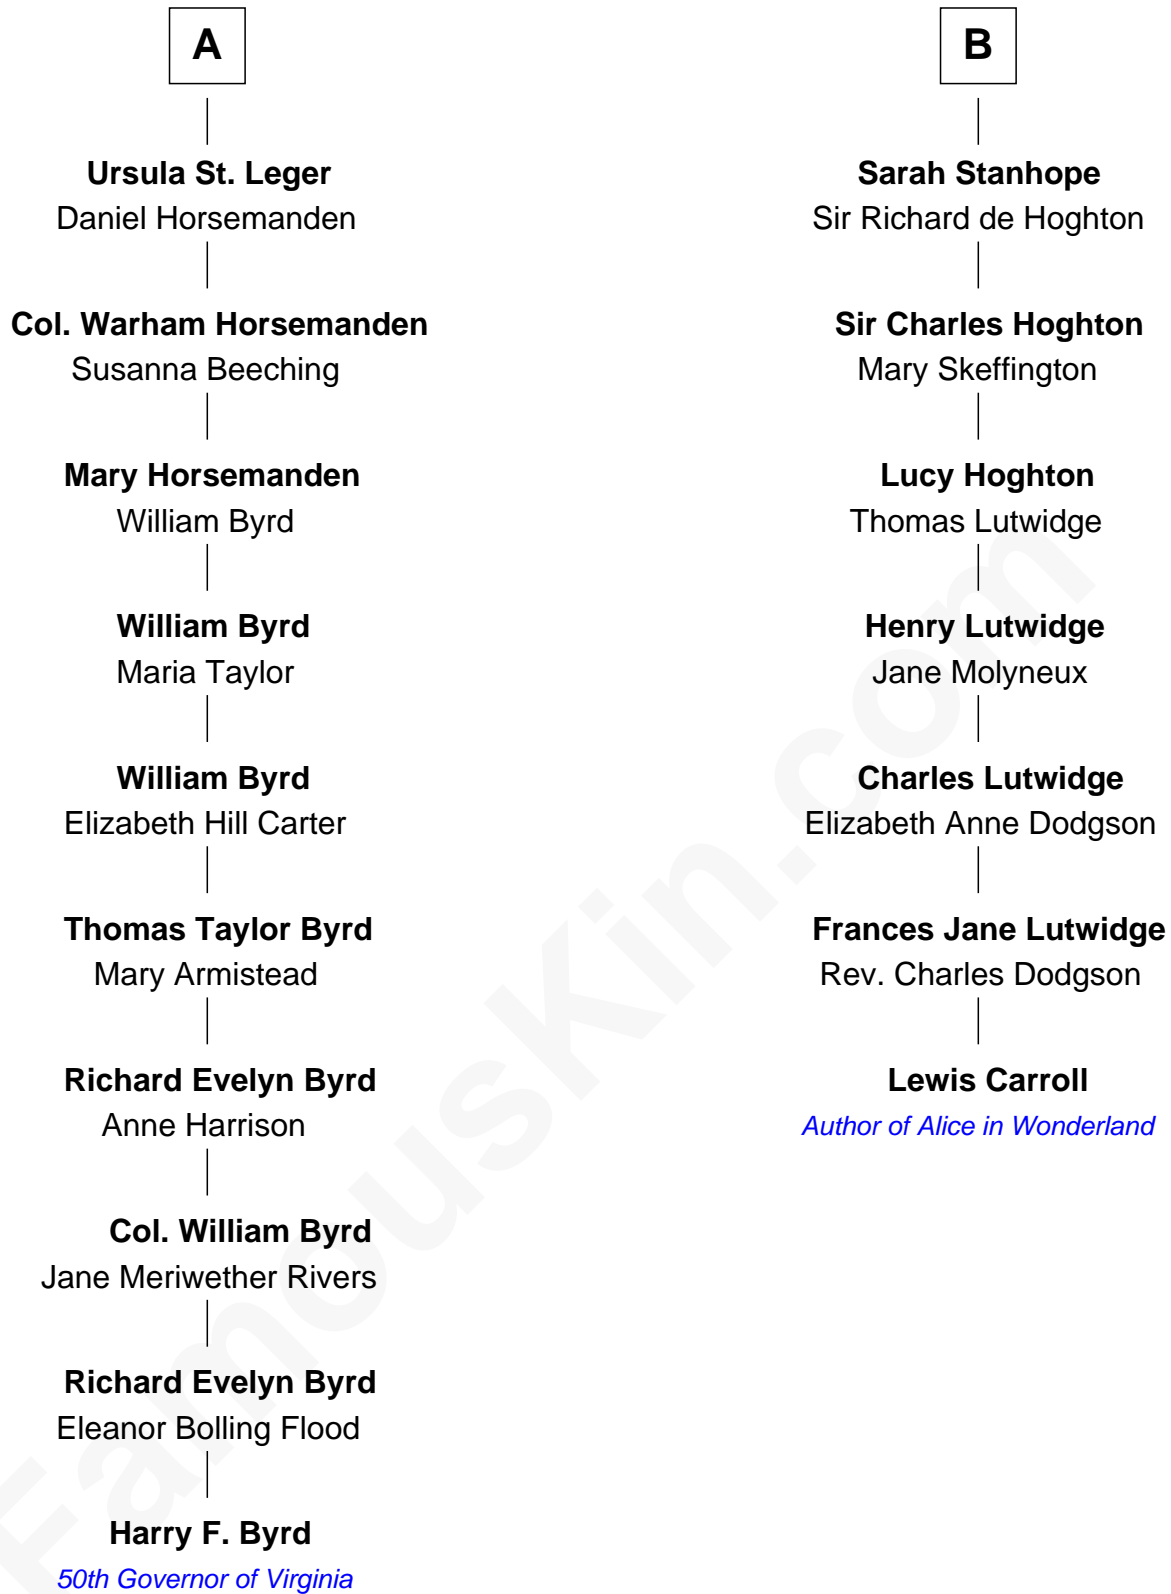 A
Ursula St. Leger
Daniel Horsemanden
Col. Warham Horsemanden
Susanna Beeching
Mary Horsemanden
William Byrd
William Byrd
Maria Taylor
William Byrd
Elizabeth Hill Carter
Thomas Taylor Byrd
Mary Armistead
Richard Evelyn Byrd
Anne Harrison
Col. William Byrd
Jane Meriwether Rivers
Richard Evelyn Byrd
Eleanor Bolling Flood
Harry F. Byrd
50th Governor of Virginia
B
Sarah Stanhope
Sir Richard de Hoghton
Sir Charles Hoghton
Mary Skeffington
Lucy Hoghton
Thomas Lutwidge
Henry Lutwidge
Jane Molyneux
Charles Lutwidge
Elizabeth Anne Dodgson
Frances Jane Lutwidge
Rev. Charles Dodgson
Lewis Carroll
Author of Alice in Wonderland
FamousKin.com